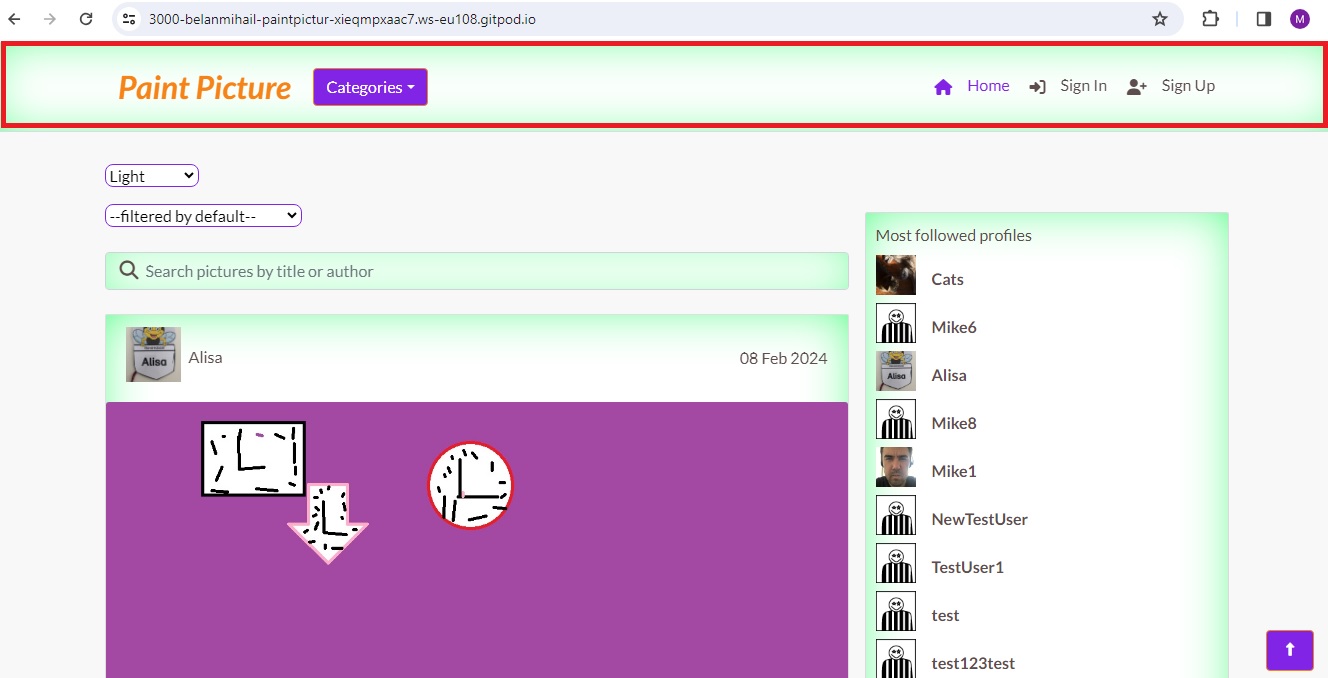 3000-belanmihail-paintpictur-xieqmpxaac7.ws-eu108.gitpod.io
M
Paint Picture Categories Home Sign In Sign Up
Light
--filtered by default--
Search pictures by title or author
Alisa
Alisa 08 Feb 2024
Most followed profiles
Cats
Mike6
Alisa
Alisa
Mike8
Mike1
NewTestUser
TestUser1
test
test123test